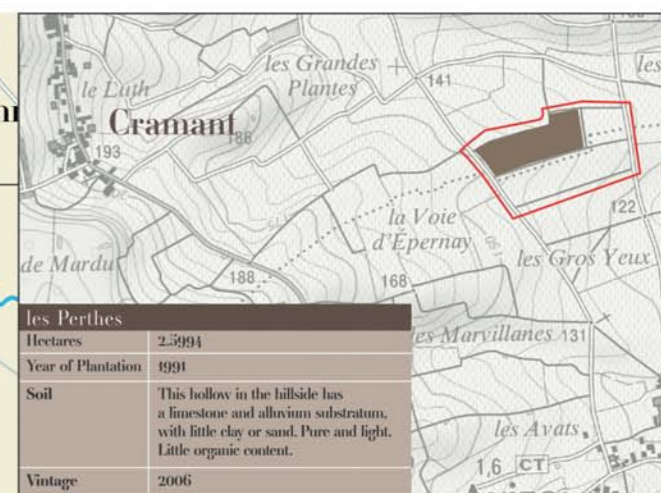 les Grandes
Plantes
141
le Luth
Cramant
186
193
la Voie
d'Épernay
122
de Mardu
les Gros Yeux
188
168
les Perthes
Hectares 2.5994
Year of Plantation 1991
Soil This hollow in the hillside has
a limestone and alluvium substratum,
with little clay or sand. Pure and light.
Little organic content.
Vintage 2006
les Marvillanes 131
les Avats
1,6 CT
les